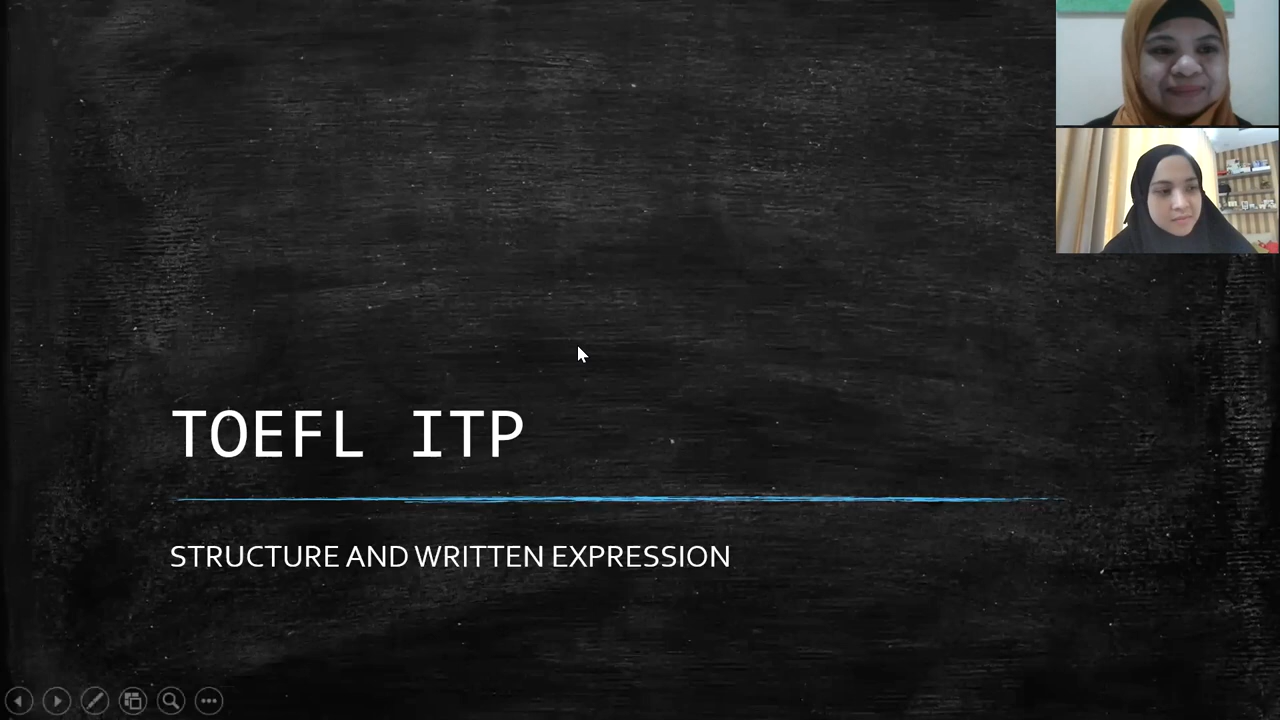 TOEFL ITP
STRUCTURE AND WRITTEN EXPRESSION